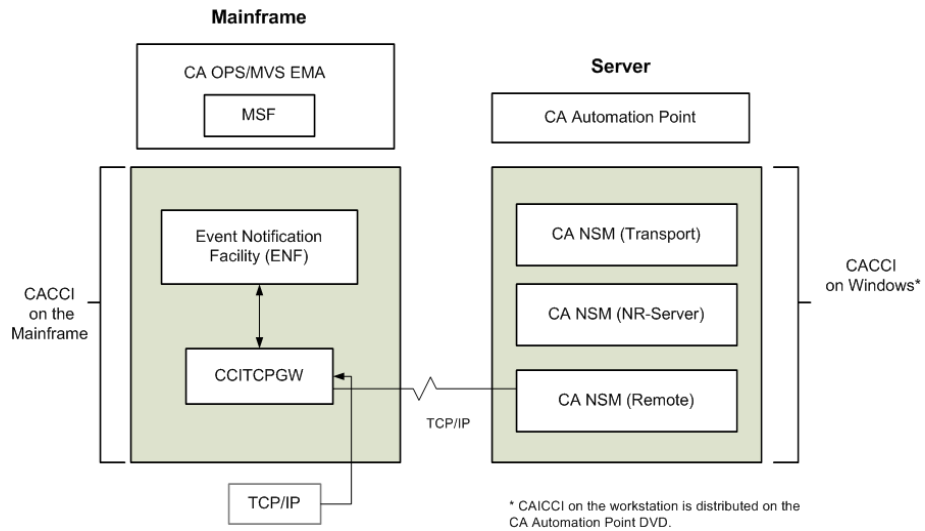 Mainframe
CA OPS/MVS EMA
MSF
Server
CA Automation Point
CACCI
on the
Mainframe
Event Notification
Facility (ENF)
CCITCPGW
TCP/IP
TCP/IP
CA NSM (Transport)
CA NSM (NR-Server)
CA NSM (Remote)
CACCI
on Windows*
* CAICCI on the workstation is distributed on the
CA Automation Point DVD.